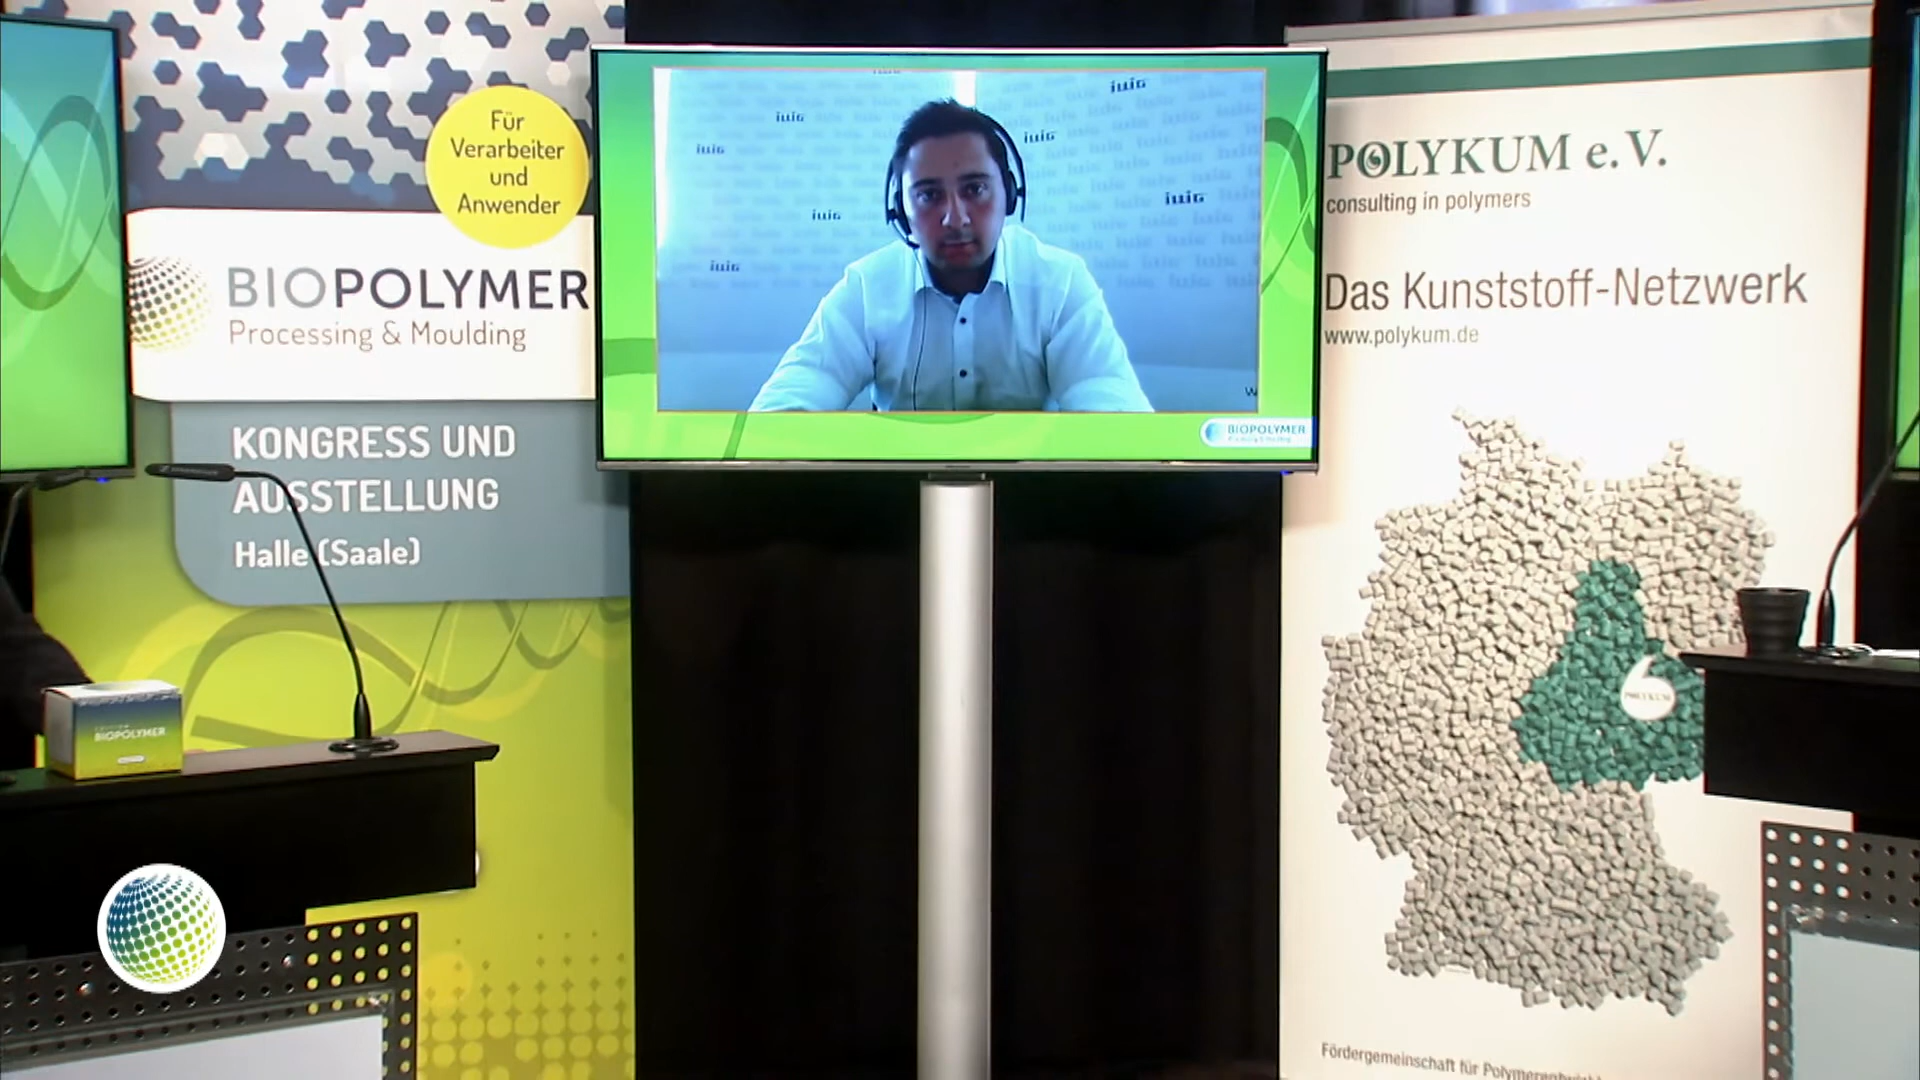 Für
Verarbeiter
und
Anwender
BIOPOLYMER
Processing & Moulding
KONGRESS UND
AUSSTELLUNG
Halle (Saale)
BIOPOLYMER
BIOPOLYMER
POLYKUM e.V.
consulting in polymers
Das Kunststoff-Netzwerk
www.polykum.de
POLYKUM
Fördergemeinschaft für